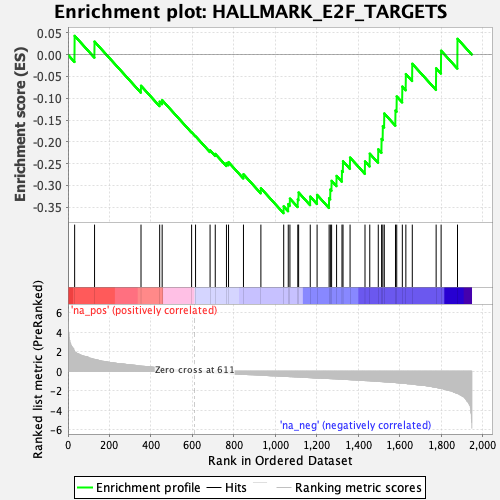 Enrichment plot: HALLMARK_E2F_TARGETS
Enrichment score (ES)
0.05
0.00
-0.05
-0.10
-0.15
-0.20
-0.25
-0.30
-0.35
'na_pos' (positively correlated)
Ranked list metric (PreRanked)
6
4
2
0
-2
-4
-6
Zero cross at 611
'na_neg' (negatively correlated)
0
200
400
600
800
1,000
1,200
1,400
1,600
1,800
2,000
Rank in Ordered Dataset
Enrichment profile
Hits
Ranking metric scores